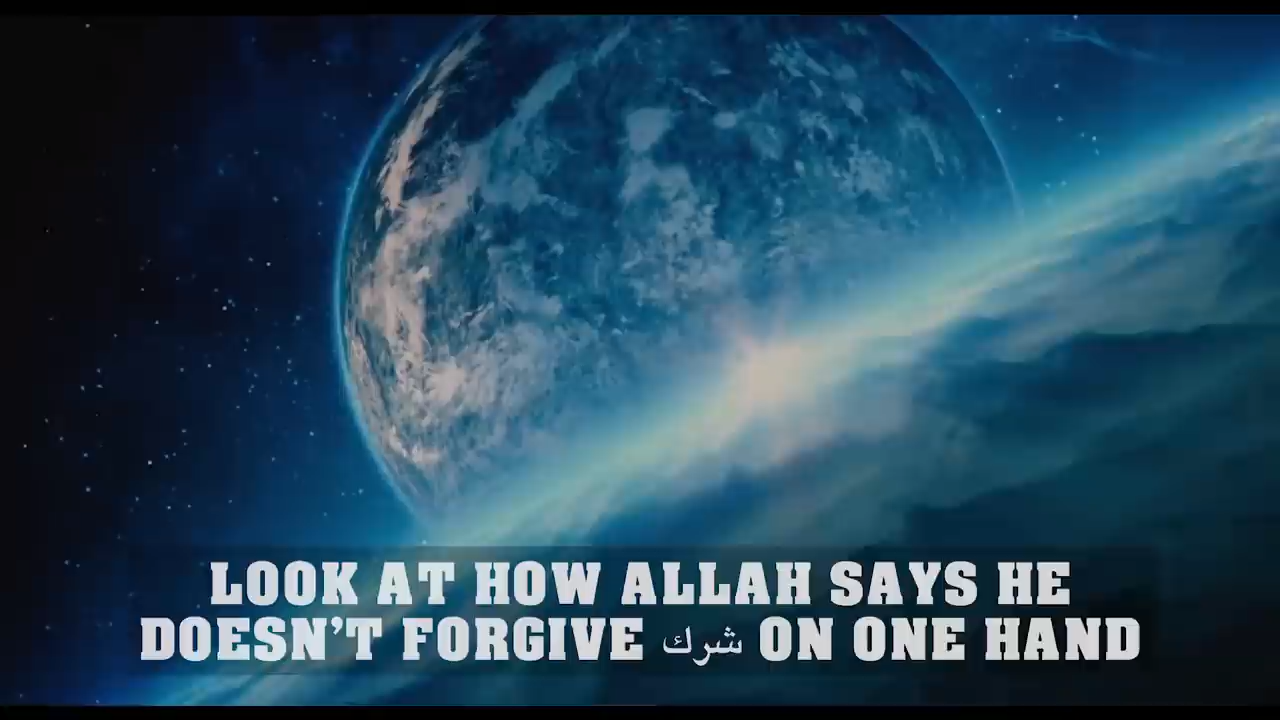 LOOK AT HOW ALLAH SAYS HE
DOESN'T FORGIVE شرك ON ONE HAND